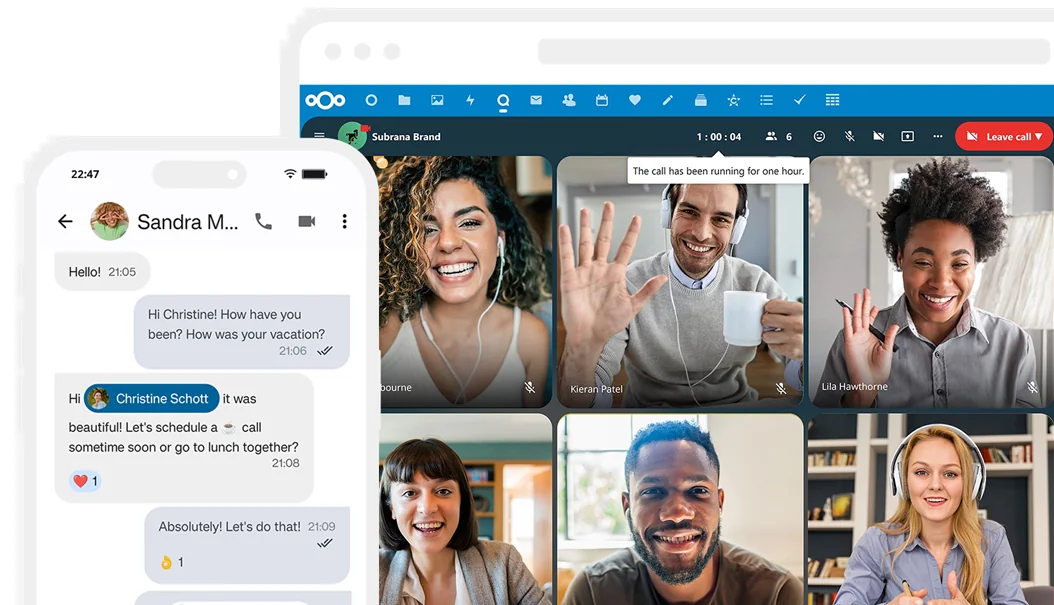 Subrana Brand
1 : 00 : 04
6
Leave call
The call has been running for one hour.
bourne
Kieran Patel
Lila Hawthorne
22:47
Sandra M...
Hello! 21:05
Hi Christine! How have you
been? How was your vacation?
21:06
Hi Christine Schott it was
beautiful! Let's schedule a ☕ call
sometime soon or go to lunch together?
21:08
❤️ 1
Absolutely! Let's do that! 21:09
👌 1